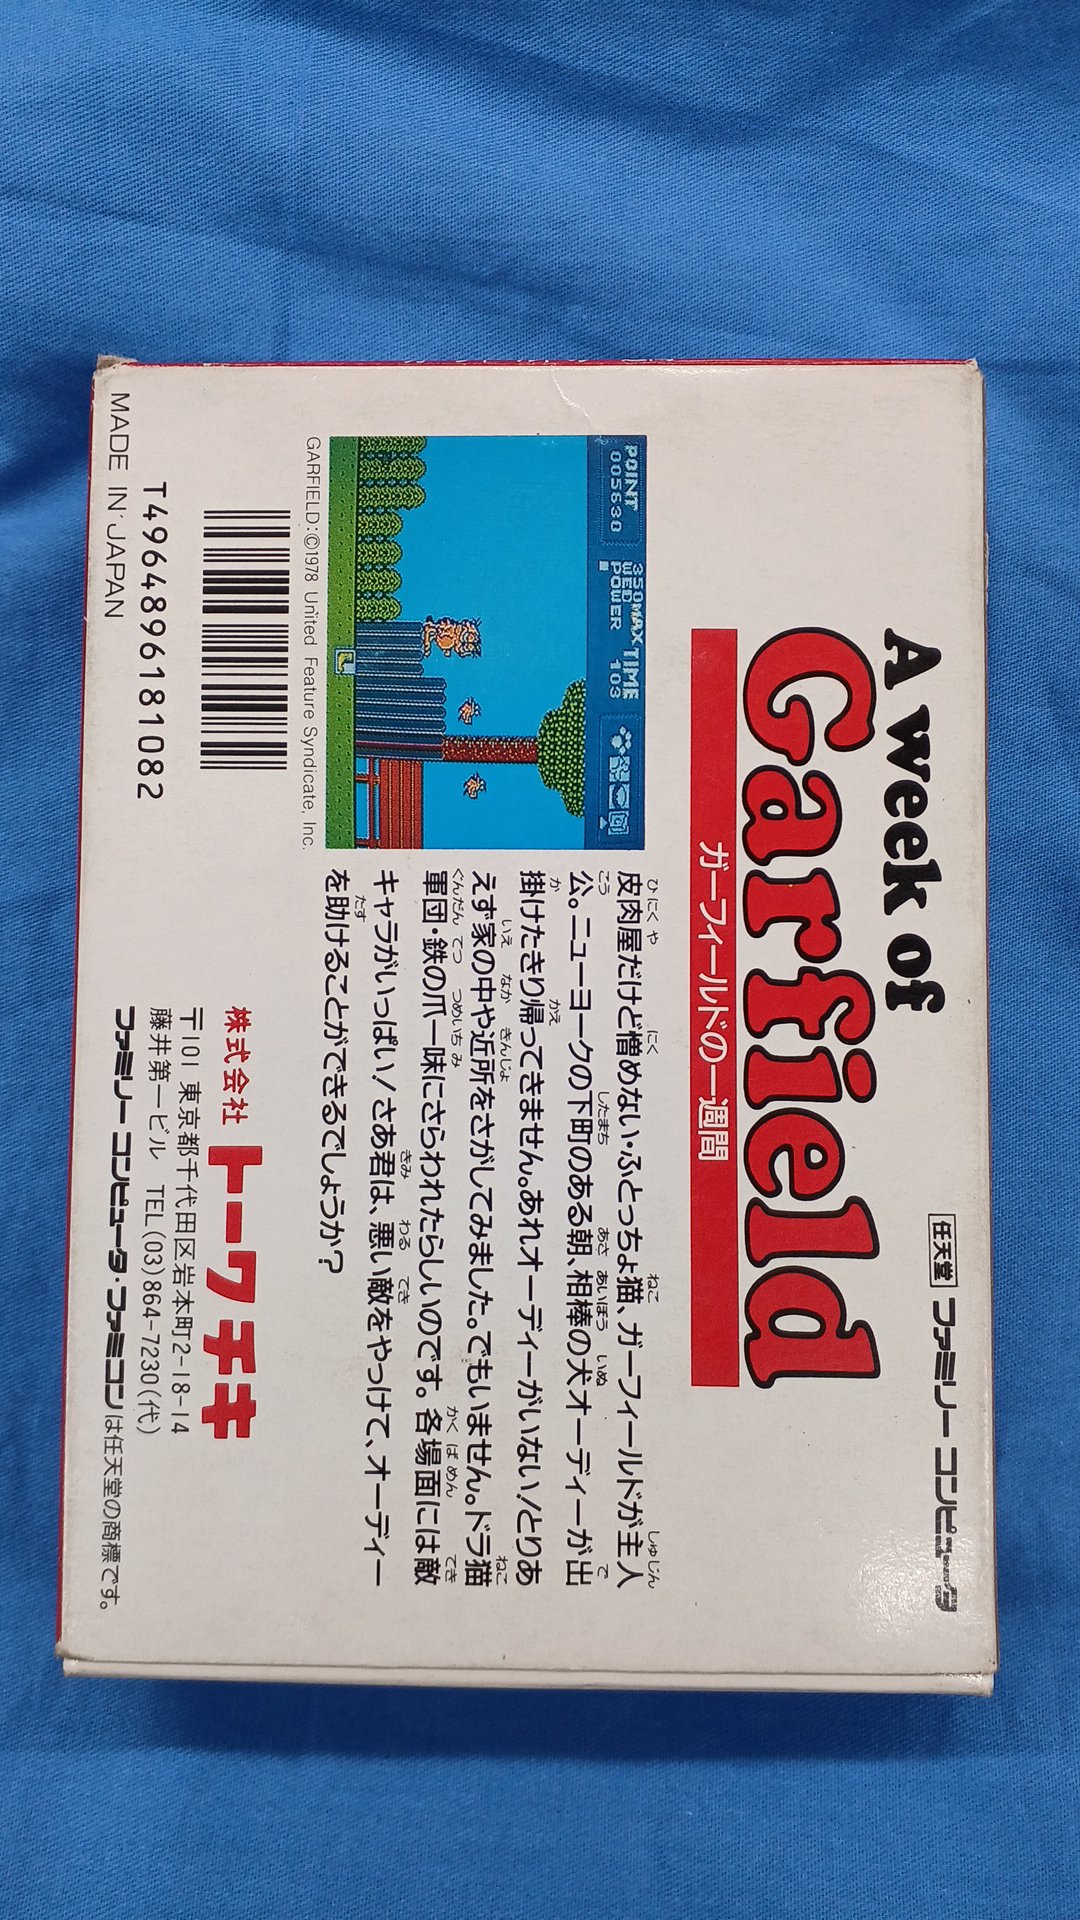 任天堂 ファミリー コンピュータ
A week of
Garfield
ガーフィールドの一週間
POINT
005630
350MAX
WED
POWER
TIME
103
皮肉屋だけど憎めない・ふとっちょ猫、ガーフィールドが主人
公。ニューヨークの下町のある朝、相棒の犬オーディーが出
掛けたきり帰ってきません。あれオーディーがいない!とりあ
えず家の中や近所をさがしてみました。でもいません。ドラ猫
軍団・鉄の爪一味にさらわれたらしいのです。各場面には敵
キャラがいっぱい!さあ君は、悪い敵をやっつけて、オーディー
を助けることができるでしょうか?
GARFIELD:©1978 United Feature Syndicate, Inc.
T4964896181082
MADE IN JAPAN
株式会社 トーワチキ
〒101 東京都千代田区岩本町2-18-14
藤井第一ビル TEL(03)864-7230(代)
ファミリー コンピュータ・ファミコンは任天堂の商標です。